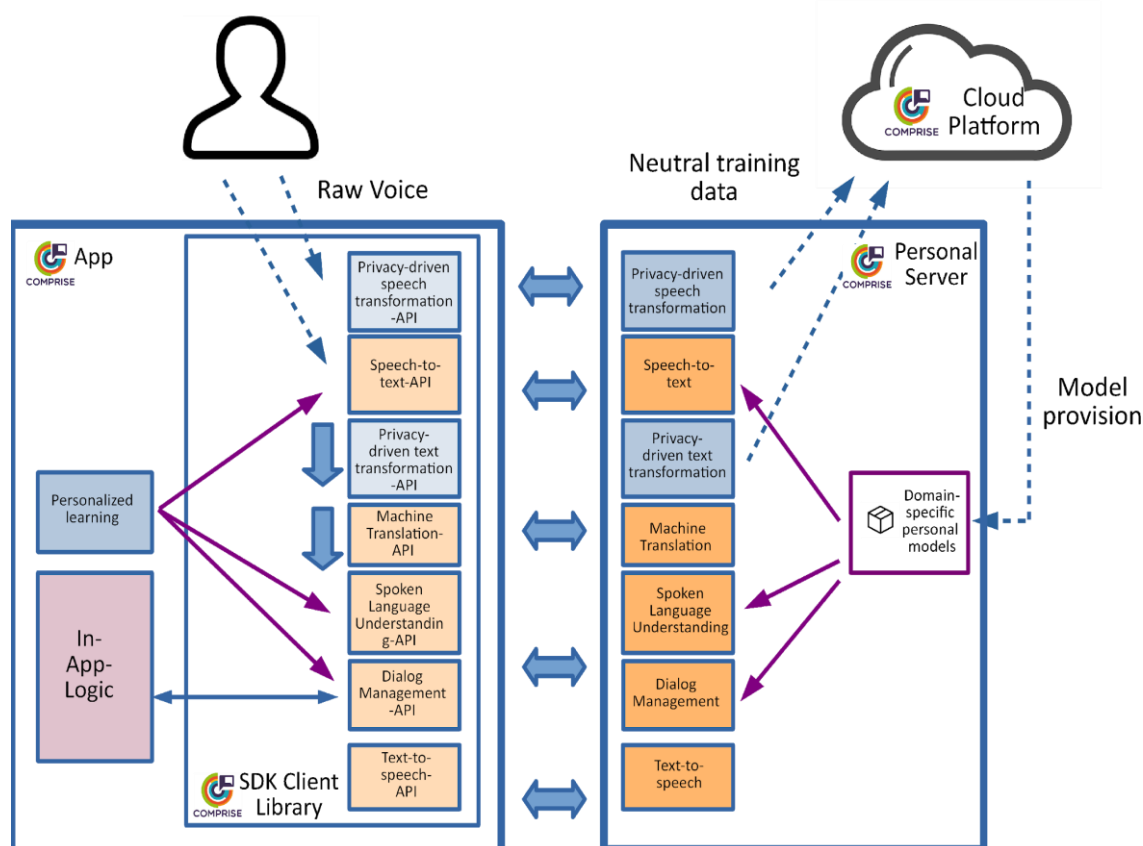 Raw Voice
Neutral training
data
COMPRISE
Cloud
Platform
Model
provision
COMPRISE
App
Privacy-driven
speech
transformation
-API
Speech-to-
text-API
Privacy-
driven text
transformation
-API
Machine
Translation-
API
Spoken
Language
Understandin
g-API
Dialog
Management
-API
Text-to-
speech-
API
Personalized
learning
In-
App-
Logic
COMPRISE
SDK Client
Library
COMPRISE
Personal
Server
Privacy-driven
speech
transformation
Speech-to-
text
Privacy-
driven text
transformation
Machine
Translation
Spoken
Language
Understanding
Dialog
Management
Text-to-
speech
Domain-
specific
personal
models